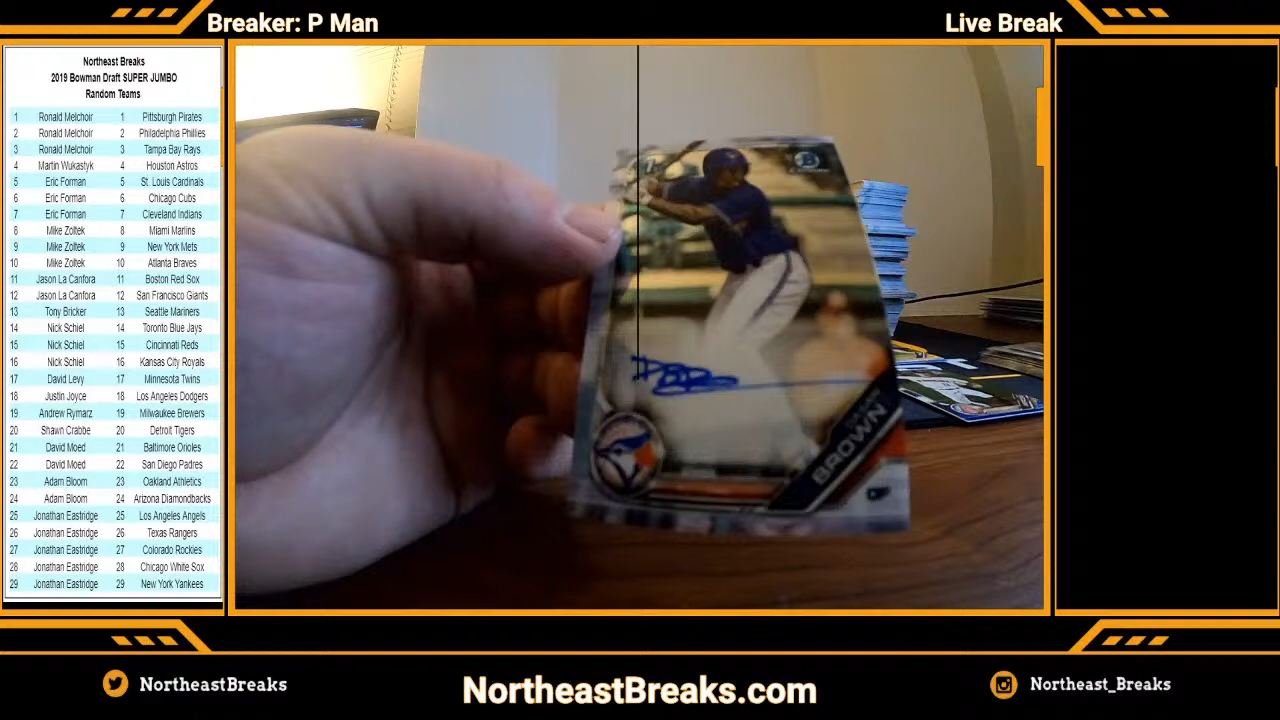 Breaker: P Man
Live Break
Northeast Breaks
2019 Bowman Draft SUPER JUMBO
Random Teams
1 Ronald Melchoir 1 Pittsburgh Pirates
2 Ronald Melchoir 2 Philadelphia Phillies
3 Ronald Melchoir 3 Tampa Bay Rays
4 Martin Wukastyk 4 Houston Astros
5 Eric Forman 5 St. Louis Cardinals
6 Eric Forman 6 Chicago Cubs
7 Eric Forman 7 Cleveland Indians
8 Mike Zoltek 8 Miami Marlins
9 Mike Zoltek 9 New York Mets
10 Mike Zoltek 10 Atlanta Braves
11 Jason La Canfora 11 Boston Red Sox
12 Jason La Canfora 12 San Francisco Giants
13 Tony Bricker 13 Seattle Mariners
14 Nick Schiel 14 Toronto Blue Jays
15 Nick Schiel 15 Cincinnati Reds
16 Nick Schiel 16 Kansas City Royals
17 David Levy 17 Minnesota Twins
18 Justin Joyce 18 Los Angeles Dodgers
19 Andrew Rymarz 19 Milwaukee Brewers
20 Shawn Crabbe 20 Detroit Tigers
21 David Moed 21 Baltimore Orioles
22 David Moed 22 San Diego Padres
23 Adam Bloom 23 Oakland Athletics
24 Adam Bloom 24 Arizona Diamondbacks
25 Jonathan Eastridge 25 Los Angeles Angels
26 Jonathan Eastridge 26 Texas Rangers
27 Jonathan Eastridge 27 Colorado Rockies
28 Jonathan Eastridge 28 Chicago White Sox
29 Jonathan Eastridge 29 New York Yankees
BROWN
NortheastBreaks
NortheastBreaks.com
Northeast_Breaks